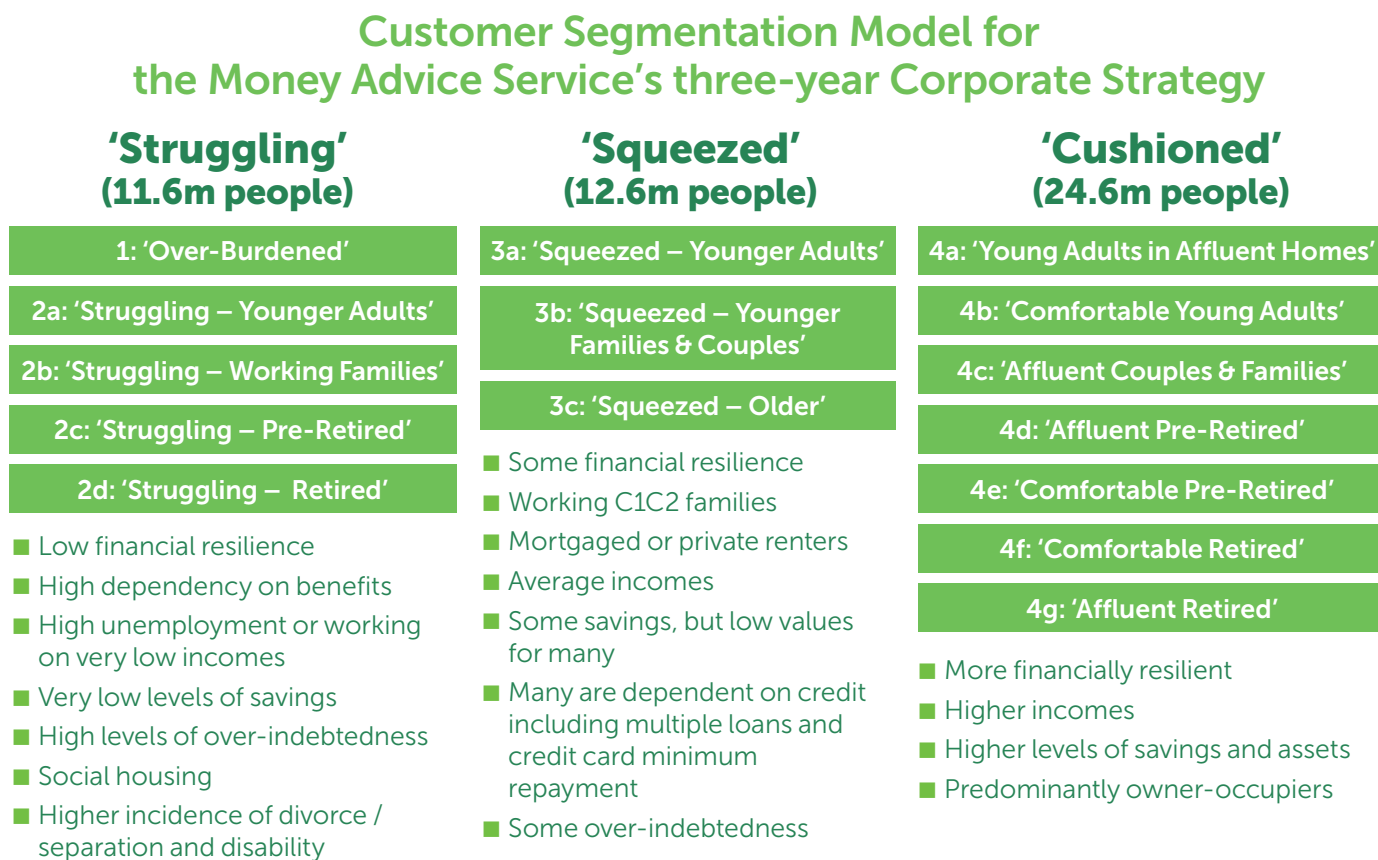 Customer Segmentation Model for
the Money Advice Service’s three-year Corporate Strategy
‘Struggling’
(11.6m people)
1: ‘Over-Burdened’
2a: ‘Struggling – Younger Adults’
2b: ‘Struggling – Working Families’
2c: ‘Struggling – Pre-Retired’
2d: ‘Struggling – Retired’
■ Low financial resilience
■ High dependency on benefits
■ High unemployment or working
on very low incomes
■ Very low levels of savings
■ High levels of over-indebtedness
■ Social housing
■ Higher incidence of divorce /
separation and disability
‘Squeezed’
(12.6m people)
3a: ‘Squeezed – Younger Adults’
3b: ‘Squeezed – Younger
Families & Couples’
3c: ‘Squeezed – Older’
■ Some financial resilience
■ Working C1C2 families
■ Mortgaged or private renters
■ Average incomes
■ Some savings, but low values
for many
■ Many are dependent on credit
including multiple loans and
credit card minimum
repayment
■ Some over-indebtedness
‘Cushioned’
(24.6m people)
4a: ‘Young Adults in Affluent Homes’
4b: ‘Comfortable Young Adults’
4c: ‘Affluent Couples & Families’
4d: ‘Affluent Pre-Retired’
4e: ‘Comfortable Pre-Retired’
4f: ‘Comfortable Retired’
4g: ‘Affluent Retired’
■ More financially resilient
■ Higher incomes
■ Higher levels of savings and assets
■ Predominantly owner-occupiers